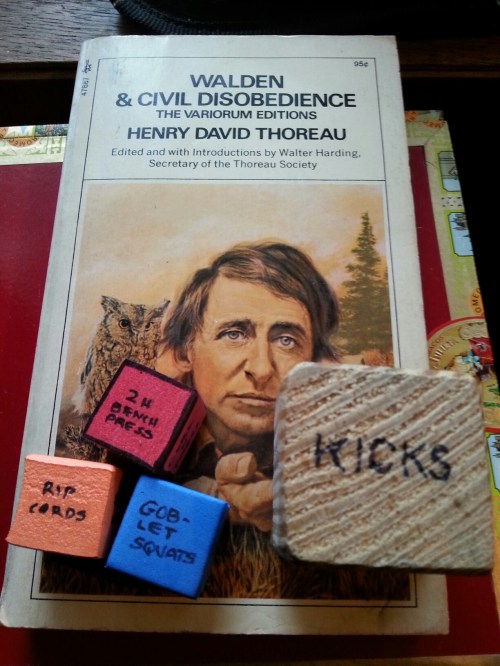 95¢
47887
WALDEN
& CIVIL DISOBEDIENCE
THE VARIORUM EDITIONS
HENRY DAVID THOREAU
Edited and with Introductions by Walter Harding,
Secretary of the Thoreau Society
2H
BENCH
PRESS
RIP
CORDS
GOB-
LET
SQUATS
KICKS